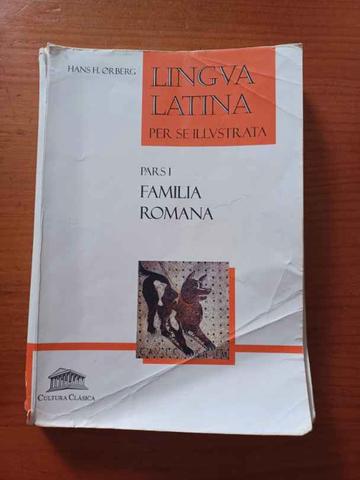 HANS H. ØRBERG
LINGVA
LATINA
PER SE ILLVSTRATA
PARS I
FAMILIA
ROMANA
CULTURA CLÁSICA